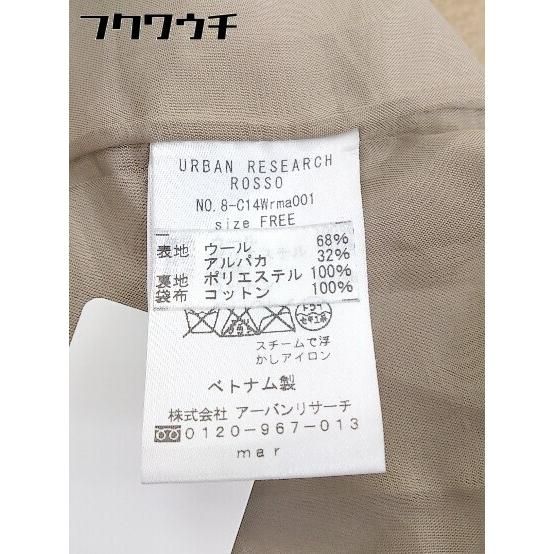 フクワウチ
URBAN RESEARCH
ROSSO
NO.8-C14Wrma001
size FREE
表地 ウール 68%
アルパカ 32%
裏地 ポリエステル 100%
袋布 コットン 100%
スチームで浮
かしアイロン
ベトナム製
株式会社 アーバンリサーチ
0120-967-013
mar